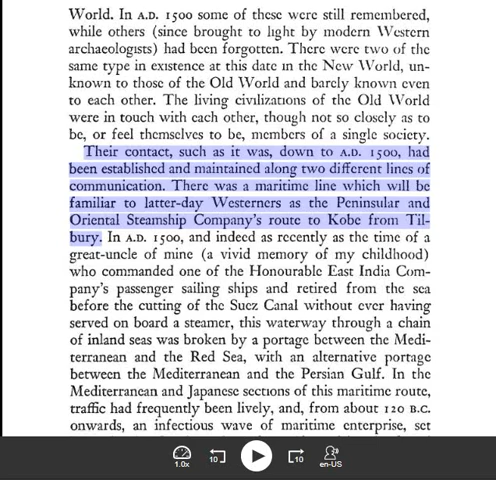 World. In A.D. 1500 some of these were still remembered,
while others (since brought to light by modern Western
archaeologists) had been forgotten. There were two of the
same type in existence at this date in the New World, un-
known to those of the Old World and barely known even
to each other. The living civilizations of the Old World
were in touch with each other, though not so closely as to
be, or feel themselves to be, members of a single society.
Their contact, such as it was, down to A.D. 1500, had
been established and maintained along two different lines of
communication. There was a maritime line which will be
familiar to latter-day Westerners as the Peninsular and
Oriental Steamship Company's route to Kobe from Til-
bury. In A.D. 1500, and indeed as recently as the time of a
great-uncle of mine (a vivid memory of my childhood)
who commanded one of the Honourable East India Com-
pany's passenger sailing ships and retired from the sea
before the cutting of the Suez Canal without ever having
served on board a steamer, this waterway through a chain
of inland seas was broken by a portage between the Medi-
terranean and the Red Sea, with an alternative portage
between the Mediterranean and the Persian Gulf. In the
Mediterranean and Japanese sections of this maritime route,
traffic had frequently been lively, and, from about 120 B.C.
onwards, an infectious wave of maritime enterprise, set
1.0x
10
10
en-US